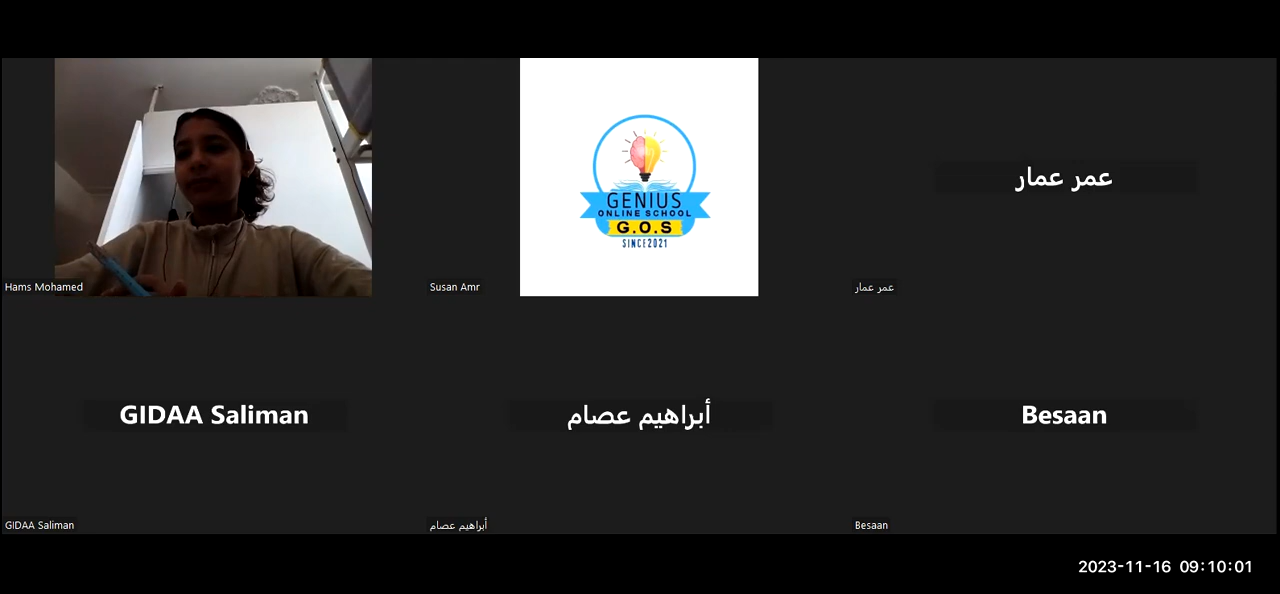 Hams Mohamed
GENIUS
ONLINE SCHOOL
G.O.S
SINCE2021
Susan Amr
عمر عمار
عمر عمار
GIDAA Saliman
GIDAA Saliman
أبراهيم عصام
أبراهيم عصام
Besaan
Besaan
2023-11-16 09:10:01